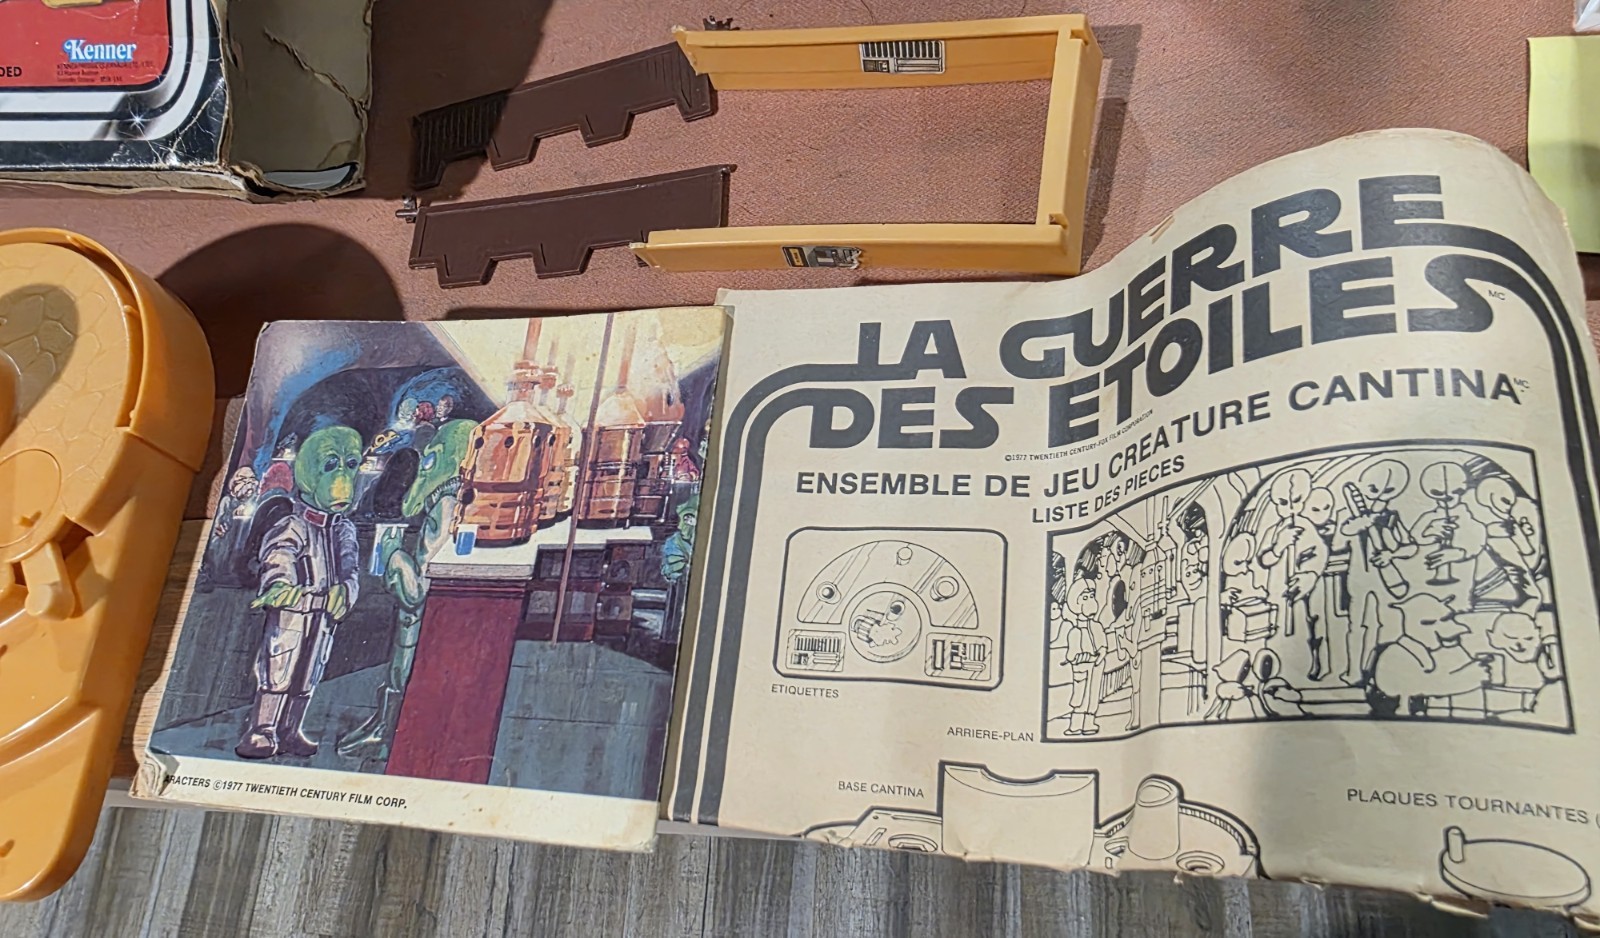 Kenner
DED
LA GUERRE
DES ETOILES MC
©1977 TWENTIETH CENTURY-FOX FILM CORPORATION
ENSEMBLE DE JEU CREATURE CANTINA MC
LISTE DES PIECES
ETIQUETTES
ARRIERE-PLAN
BASE CANTINA
PLAQUES TOURNANTES (
ARACTERS ©1977 TWENTIETH CENTURY FILM CORP.